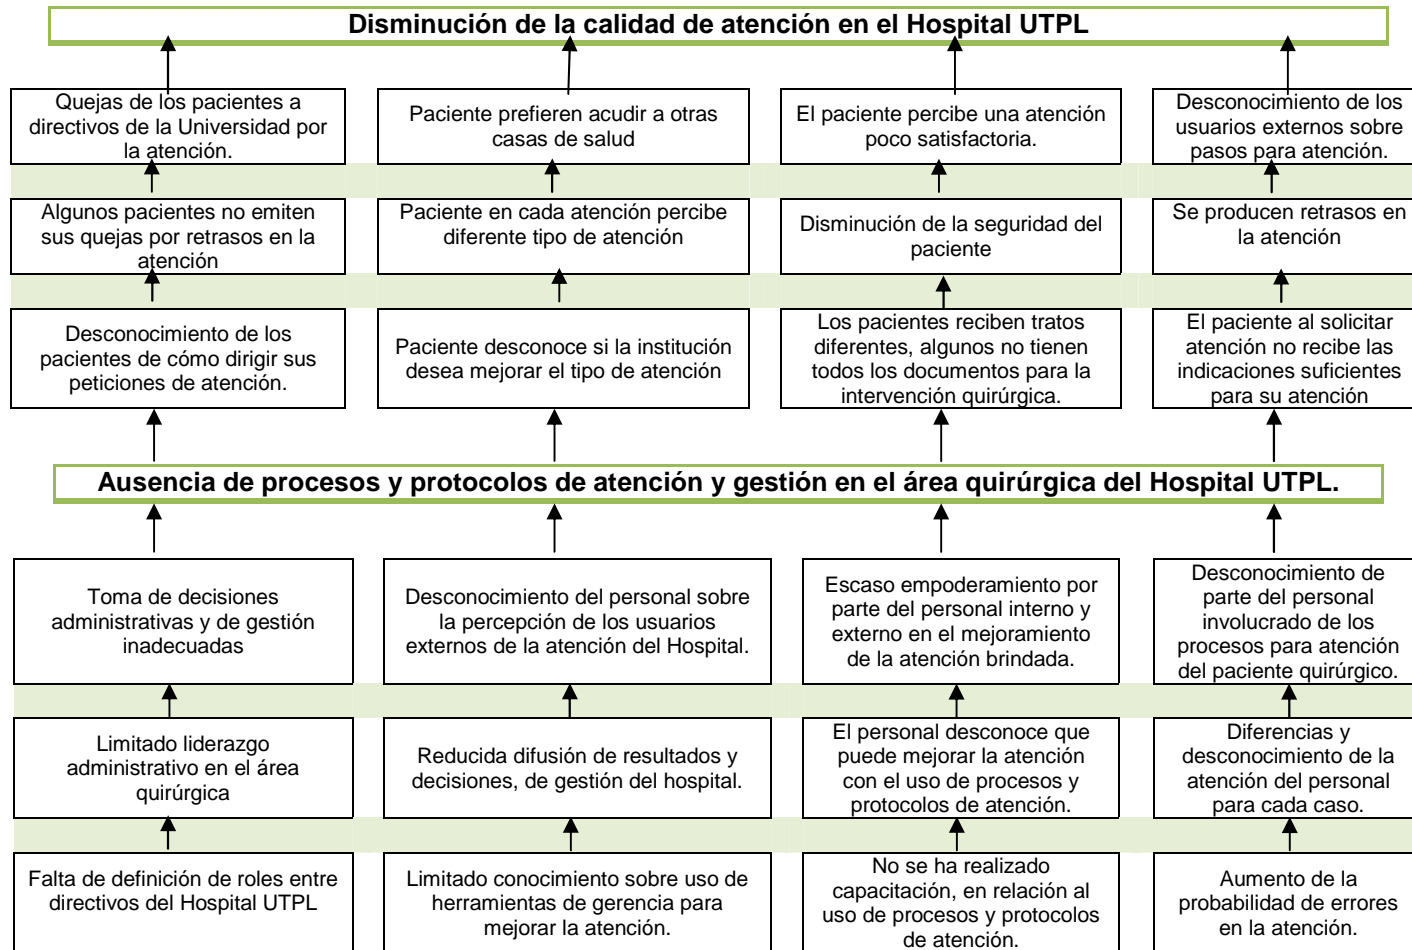 Disminución de la calidad de atención en el Hospital UTPL
Quejas de los pacientes a
directivos de la Universidad por
la atención.
Paciente prefieren acudir a otras
casas de salud
El paciente percibe una atención
poco satisfactoria.
Desconocimiento de los
usuarios externos sobre
pasos para atención.
Algunos pacientes no emiten
sus quejas por retrasos en la
atención
Paciente en cada atención percibe
diferente tipo de atención
Disminución de la seguridad del
paciente
Se producen retrasos en
la atención
Desconocimiento de los
pacientes de cómo dirigir sus
peticiones de atención.
Paciente desconoce si la institución
desea mejorar el tipo de atención
Los pacientes reciben tratos
diferentes, algunos no tienen
todos los documentos para la
intervención quirúrgica.
El paciente al solicitar
atención no recibe las
indicaciones suficientes
para su atención
Ausencia de procesos y protocolos de atención y gestión en el área quirúrgica del Hospital UTPL.
Toma de decisiones
administrativas y de gestión
inadecuadas
Desconocimiento del personal sobre
la percepción de los usuarios
externos de la atención del Hospital.
Escaso empoderamiento por
parte del personal interno y
externo en el mejoramiento
de la atención brindada.
Desconocimiento de
parte del personal
involucrado de los
procesos para atención
del paciente quirúrgico.
Limitado liderazgo
administrativo en el área
quirúrgica
Reducida difusión de resultados y
decisiones, de gestión del hospital.
El personal desconoce que
puede mejorar la atención
con el uso de procesos y
protocolos de atención.
Diferencias y
desconocimiento de la
atención del personal
para cada caso.
Falta de definición de roles entre
directivos del Hospital UTPL
Limitado conocimiento sobre uso de
herramientas de gerencia para
mejorar la atención.
No se ha realizado
capacitación, en relación al
uso de procesos y protocolos
de atención.
Aumento de la
probabilidad de errores
en la atención.